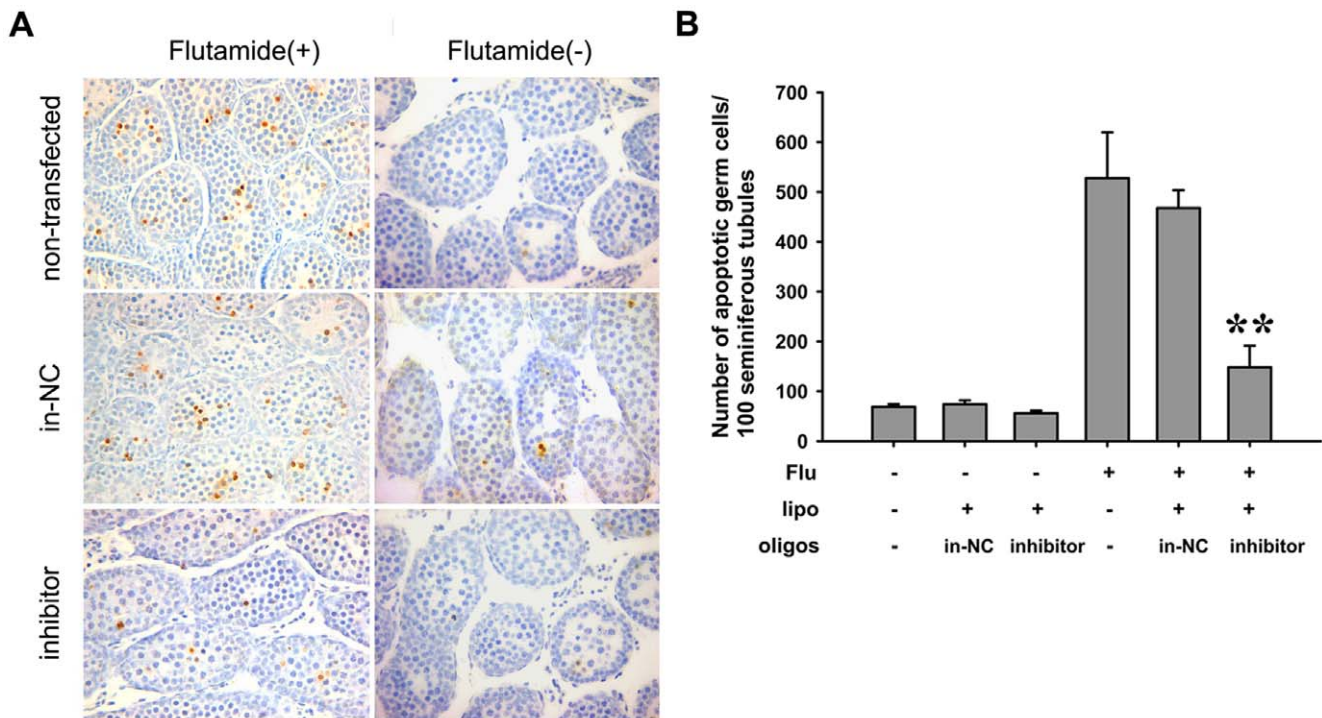 A
Flutamide(+) Flutamide(-)
non-transfected
in-NC
inhibitor
B
Number of apoptotic germ cells/
100 seminiferous tubules
700
600
500
400
300
200
100
0
**
Flu - - - + + +
lipo - + + - + +
oligos - in-NC inhibitor - in-NC inhibitor